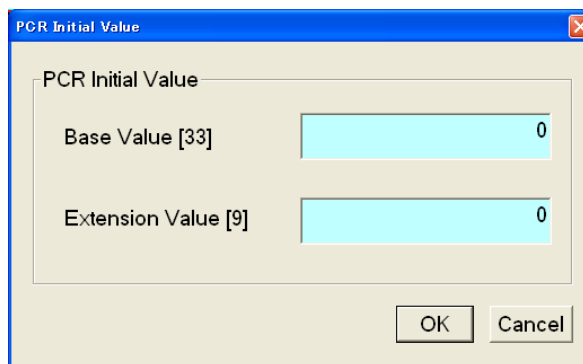 PCR Initial Value
PCR Initial Value
Base Value [33]
0
Extension Value [9]
0
OK
Cancel